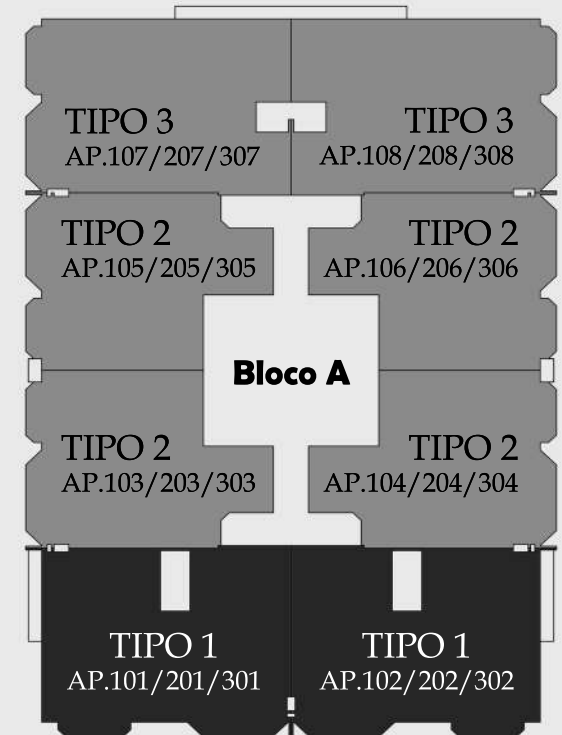 TIPO 3
AP.107/207/307
TIPO 3
AP.108/208/308
TIPO 2
AP.105/205/305
TIPO 2
AP.106/206/306
Bloco A
TIPO 2
AP.103/203/303
TIPO 2
AP.104/204/304
TIPO 1
AP.101/201/301
TIPO 1
AP.102/202/302